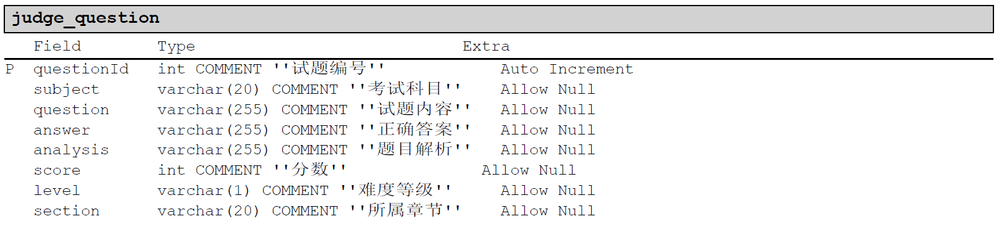 judge_question
Field Type Extra
P questionId int COMMENT ''试题编号'' Auto Increment
subject varchar(20) COMMENT ''考试科目'' Allow Null
question varchar(255) COMMENT ''试题内容'' Allow Null
answer varchar(255) COMMENT ''正确答案'' Allow Null
analysis varchar(255) COMMENT ''题目解析'' Allow Null
score int COMMENT ''分数'' Allow Null
level varchar(1) COMMENT ''难度等级'' Allow Null
section varchar(20) COMMENT ''所属章节'' Allow Null